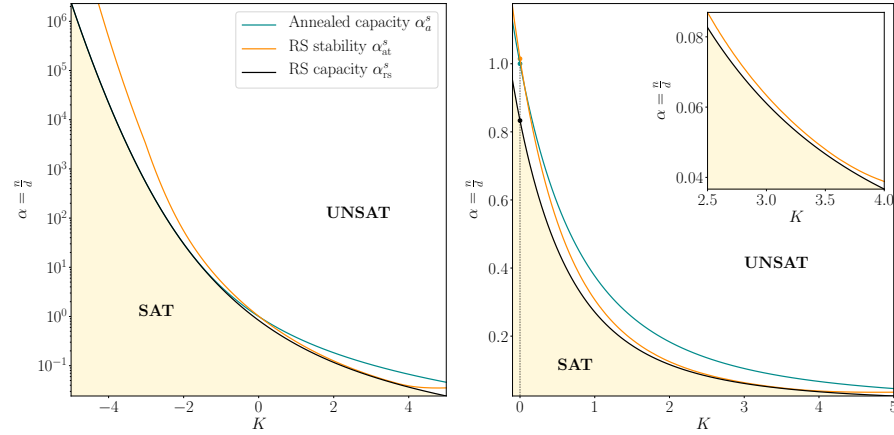 10^6
10^5
10^4
10^3
10^2
10^1
10^0
10^{-1}
α = n/d
Annealed capacity α_a^s
RS stability α_at^s
RS capacity α_rs^s
UNSAT
SAT
−4
−2
0
2
4
K
1.0
0.8
0.6
0.4
0.2
α = n/d
UNSAT
SAT
0
1
2
3
4
5
K
0.08
0.06
0.04
α = n/d
2.5
3.0
3.5
4.0
K